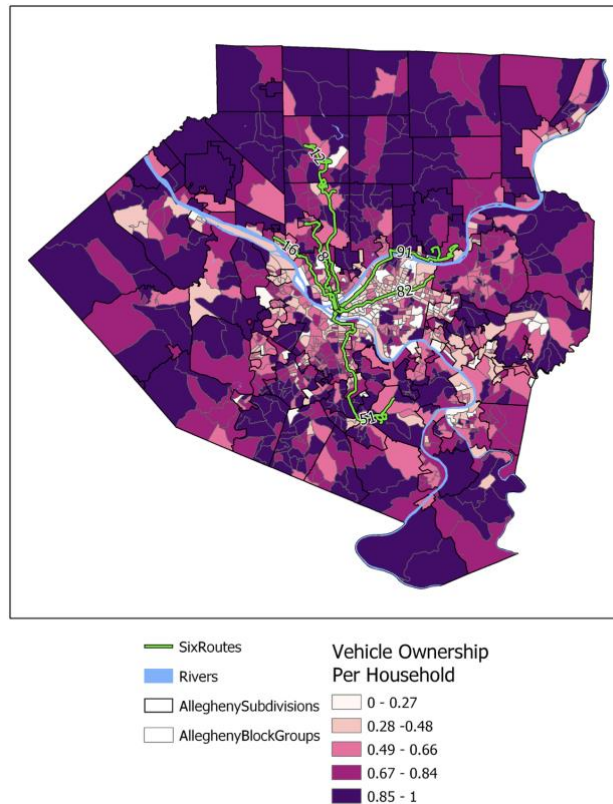 12
16
8
91
82
51
SixRoutes
Rivers
AlleghenySubdivisions
AlleghenyBlockGroups
Vehicle Ownership
Per Household
0 - 0.27
0.28 -0.48
0.49 - 0.66
0.67 - 0.84
0.85 - 1